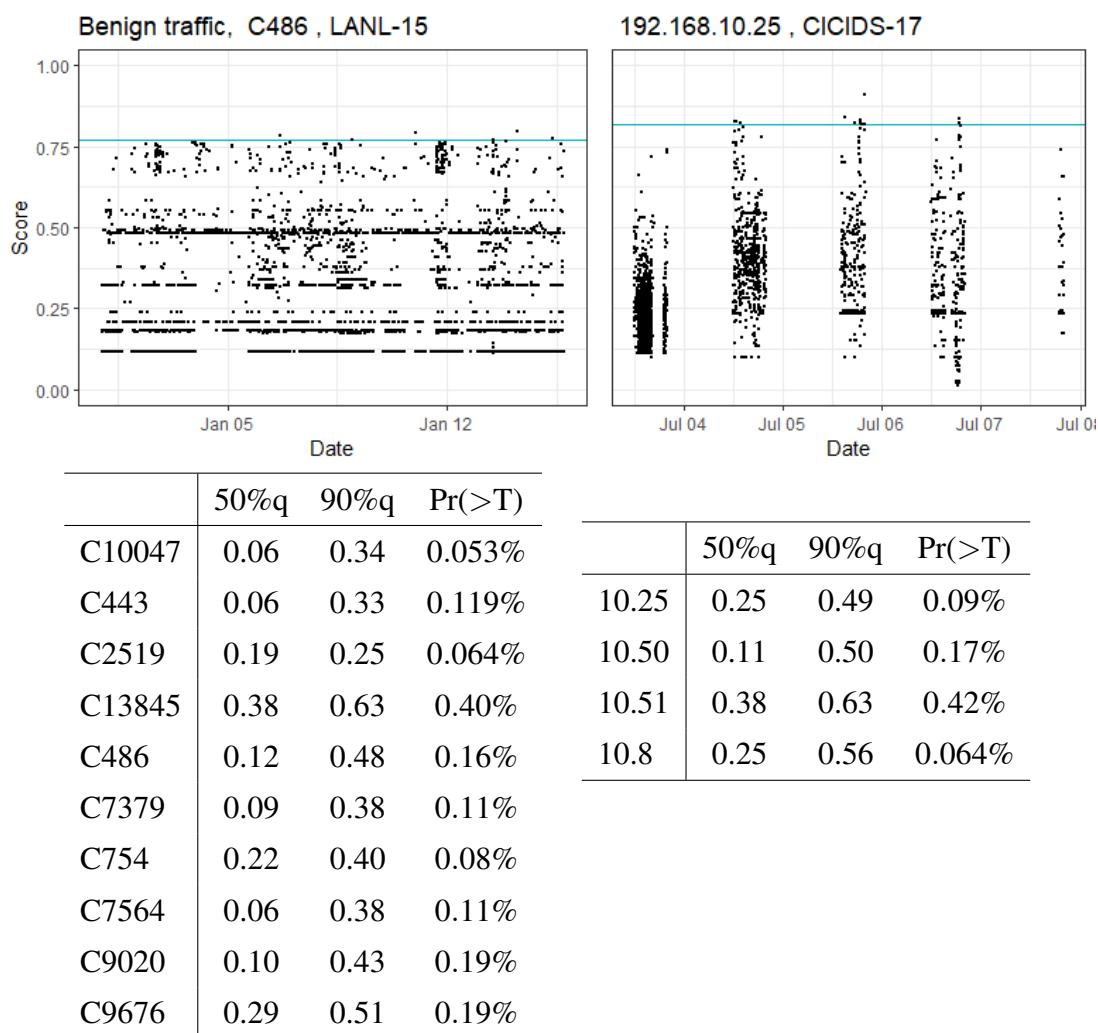 Benign traffic, C486 , LANL-15
192.168.10.25 , CICIDS-17
Score
1.00
0.75
0.50
0.25
0.00
Jan 05 Jan 12
Date
Jul 04 Jul 05 Jul 06 Jul 07 Jul 08
Date
50%q 90%q Pr(>T)
C10047 0.06 0.34 0.053%
C443 0.06 0.33 0.119%
C2519 0.19 0.25 0.064%
C13845 0.38 0.63 0.40%
C486 0.12 0.48 0.16%
C7379 0.09 0.38 0.11%
C754 0.22 0.40 0.08%
C7564 0.06 0.38 0.11%
C9020 0.10 0.43 0.19%
C9676 0.29 0.51 0.19%
50%q 90%q Pr(>T)
10.25 0.25 0.49 0.09%
10.50 0.11 0.50 0.17%
10.51 0.38 0.63 0.42%
10.8 0.25 0.56 0.064%